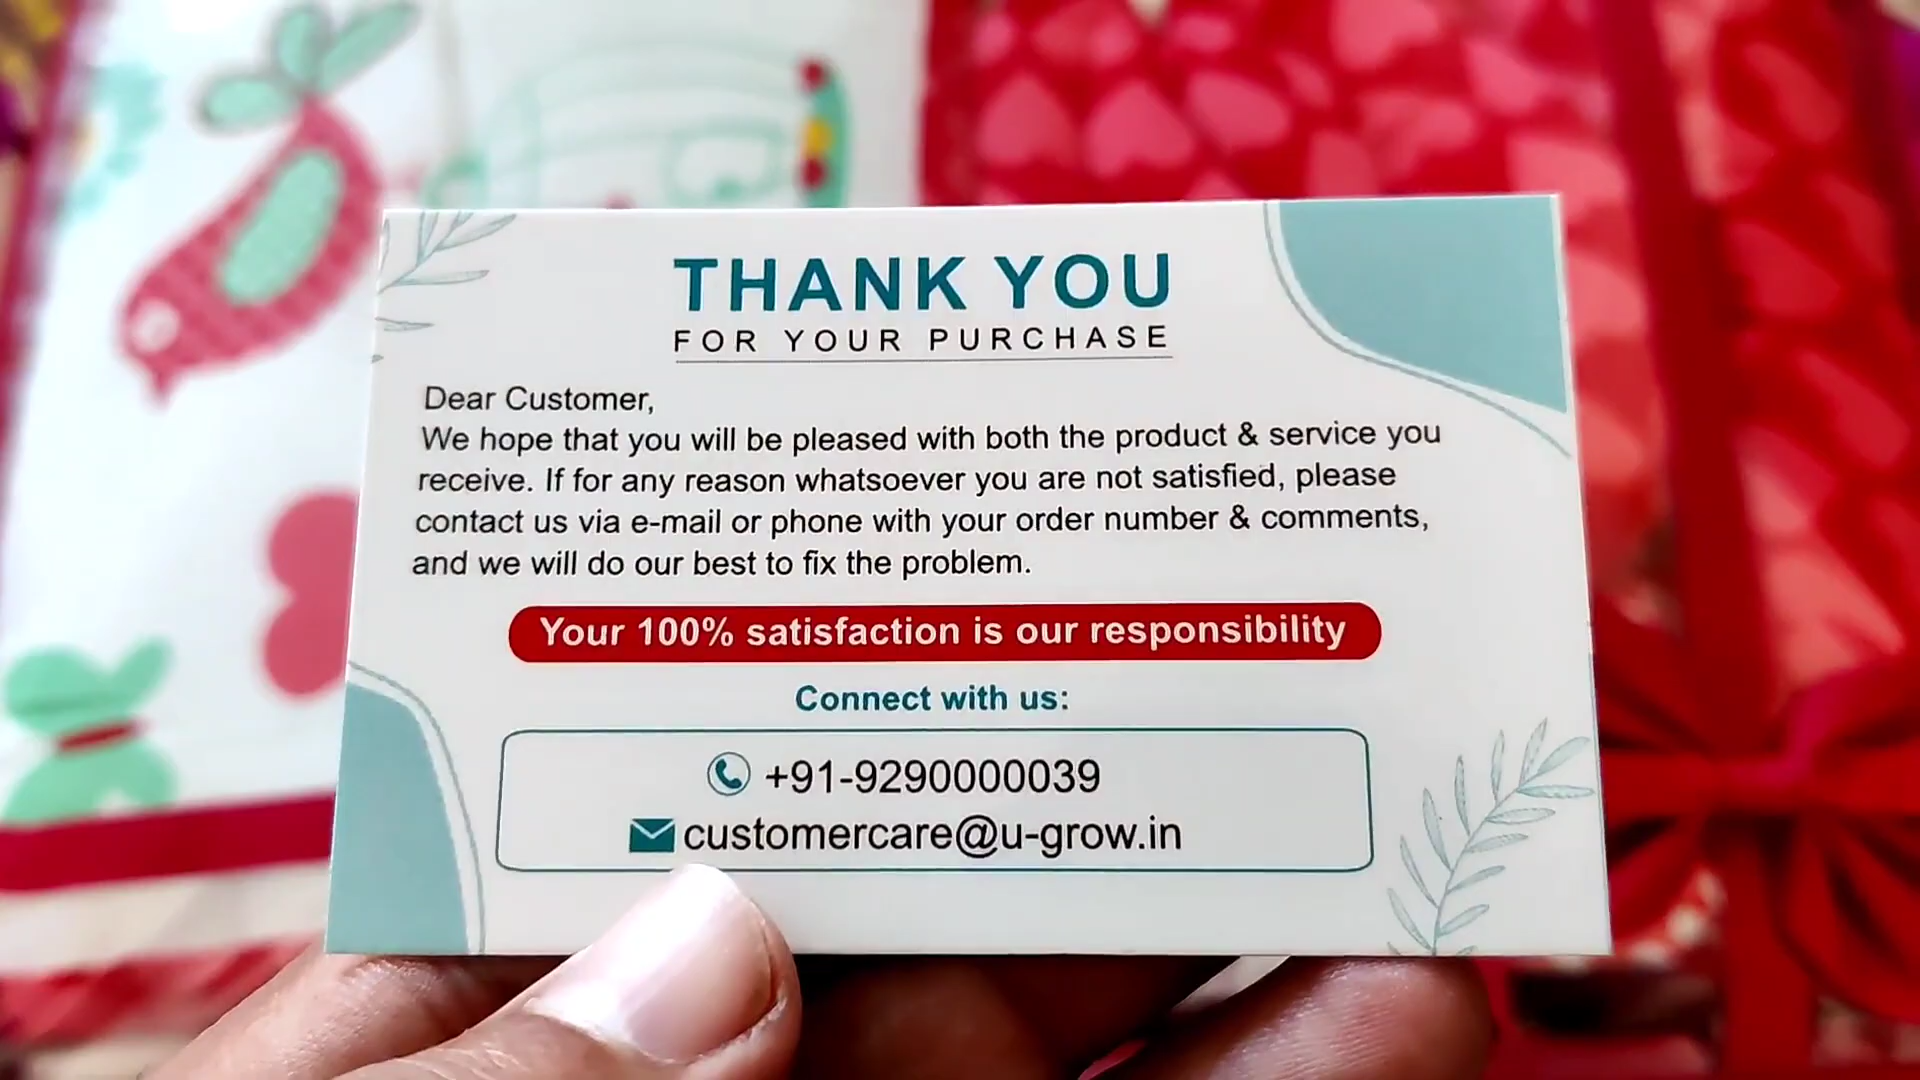 THANK YOU
FOR YOUR PURCHASE
Dear Customer,
We hope that you will be pleased with both the product & service you
receive. If for any reason whatsoever you are not satisfied, please
contact us via e-mail or phone with your order number & comments,
and we will do our best to fix the problem.
Your 100% satisfaction is our responsibility
Connect with us:
+91-9290000039
customercare@u-grow.in